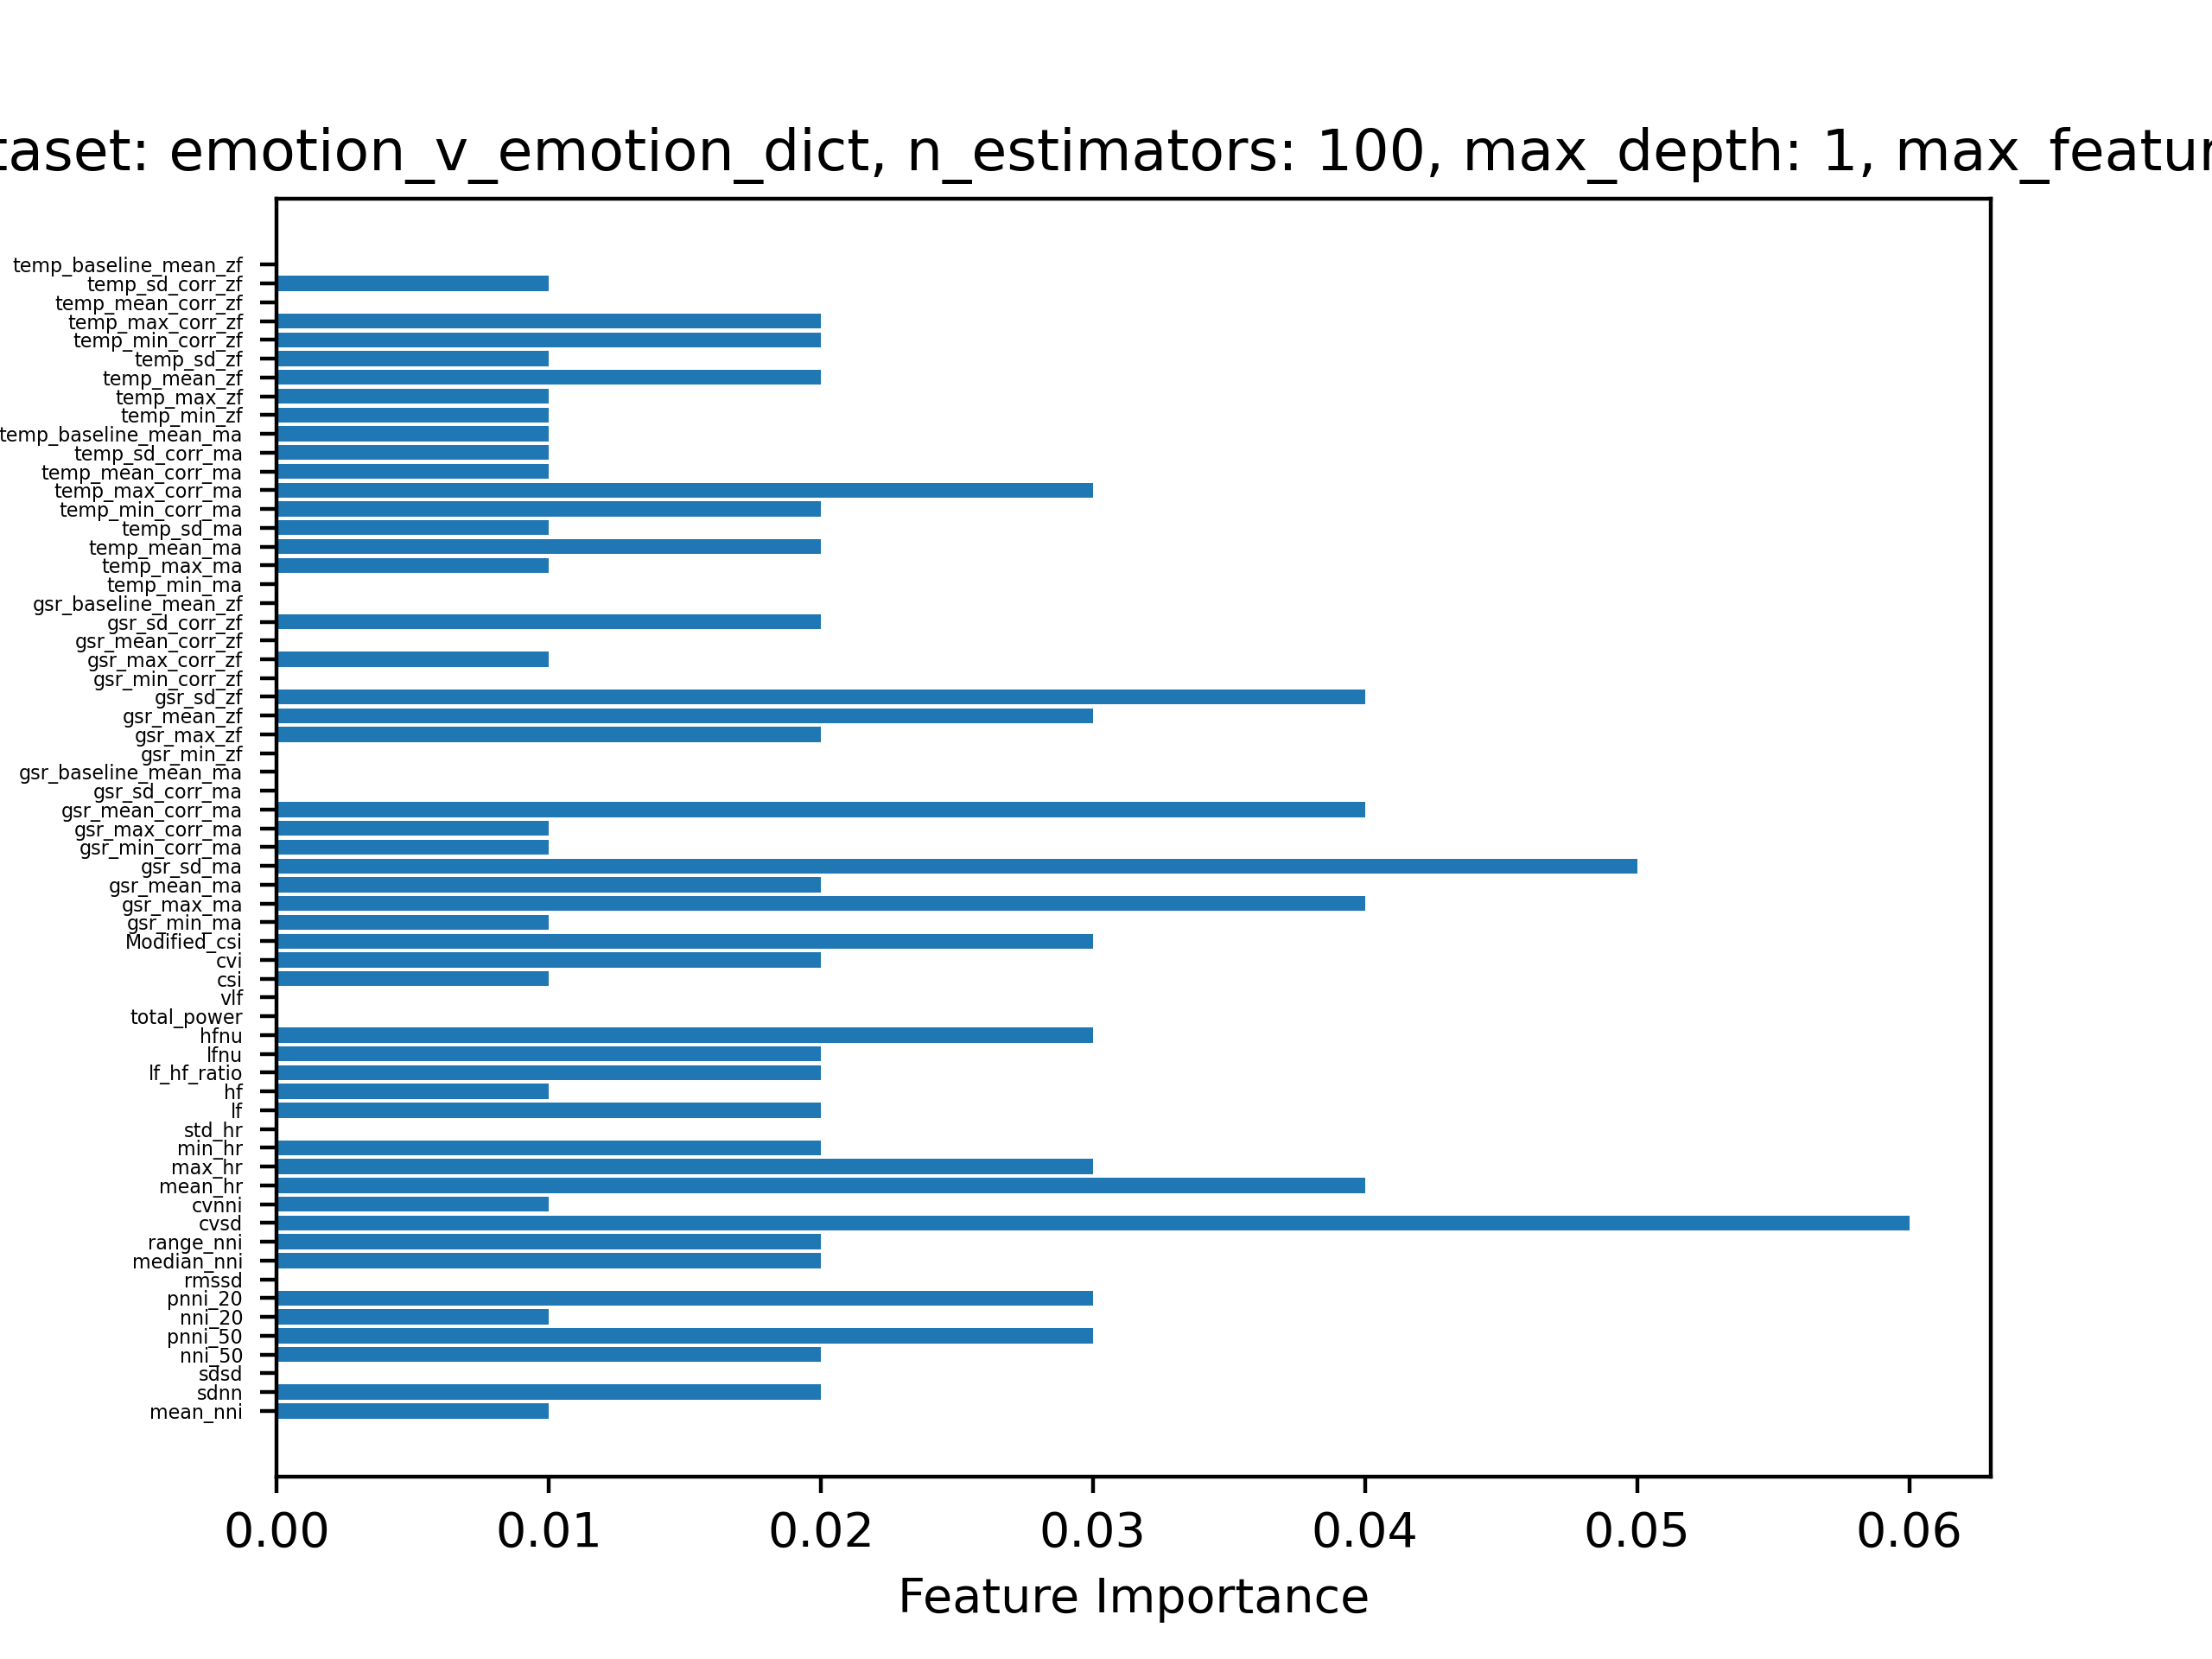 taset: emotion_v_emotion_dict, n_estimators: 100, max_depth: 1, max_featur
temp_baseline_mean_zf
temp_sd_corr_zf
temp_mean_corr_zf
temp_max_corr_zf
temp_min_corr_zf
temp_sd_zf
temp_mean_zf
temp_max_zf
temp_min_zf
temp_baseline_mean_ma
temp_sd_corr_ma
temp_mean_corr_ma
temp_max_corr_ma
temp_min_corr_ma
temp_sd_ma
temp_mean_ma
temp_max_ma
temp_min_ma
gsr_baseline_mean_zf
gsr_sd_corr_zf
gsr_mean_corr_zf
gsr_max_corr_zf
gsr_min_corr_zf
gsr_sd_zf
gsr_mean_zf
gsr_max_zf
gsr_min_zf
gsr_baseline_mean_ma
gsr_sd_corr_ma
gsr_mean_corr_ma
gsr_max_corr_ma
gsr_min_corr_ma
gsr_sd_ma
gsr_mean_ma
gsr_max_ma
gsr_min_ma
Modified_csi
cvi
csi
vlf
total_power
hfnu
lfnu
lf_hf_ratio
hf
lf
std_hr
min_hr
max_hr
mean_hr
cvnni
cvsd
range_nni
median_nni
rmssd
pnni_20
nni_20
pnni_50
nni_50
sdsd
sdnn
mean_nni
0.00 0.01 0.02 0.03 0.04 0.05 0.06
Feature Importance